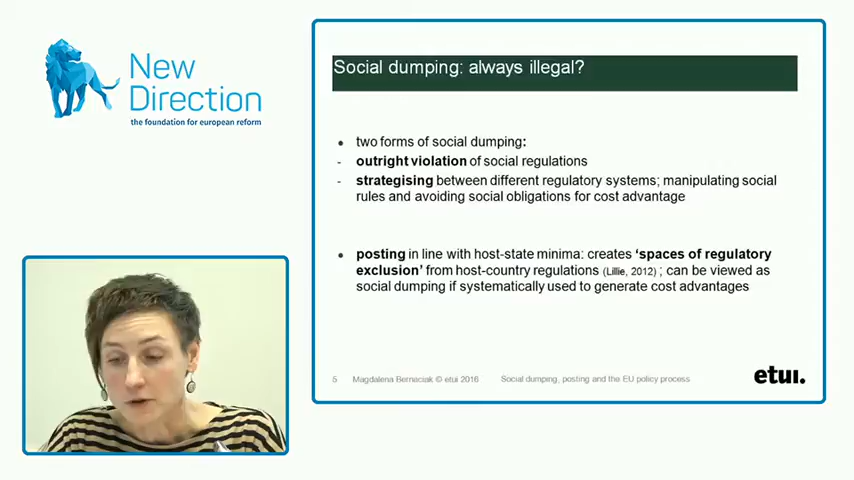 New
Direction
the foundation for european reform
Social dumping: always illegal?
• two forms of social dumping:
- outright violation of social regulations
- strategising between different regulatory systems; manipulating social
rules and avoiding social obligations for cost advantage
• posting in line with host-state minima: creates ‘spaces of regulatory
exclusion’ from host-country regulations (Lillie, 2012) ; can be viewed as
social dumping if systematically used to generate cost advantages
5 Magdalena Bernaciak © etui 2016 Social dumping, posting and the EU policy process
etui.